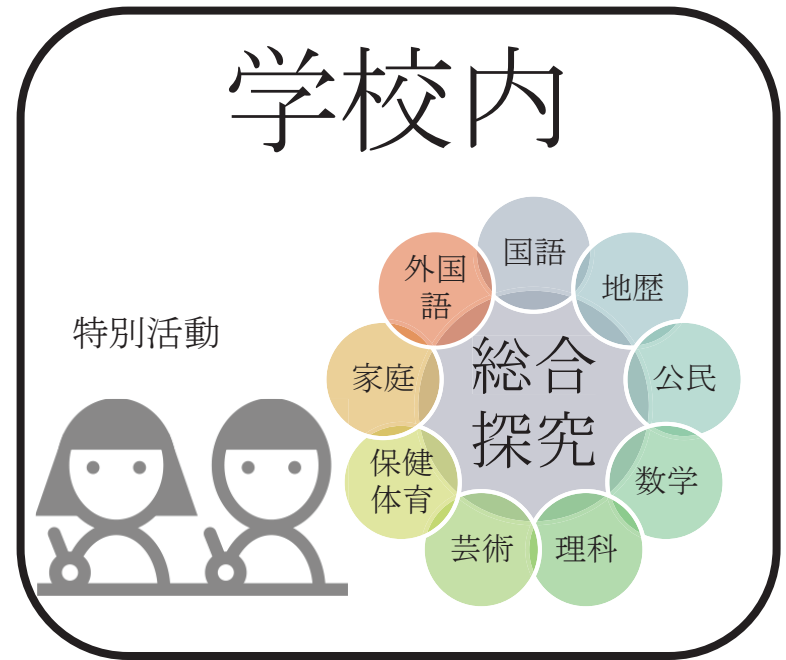 学校内
特別活動
総合
探究
国語
地歴
公民
数学
理科
芸術
保健
体育
家庭
外国
語